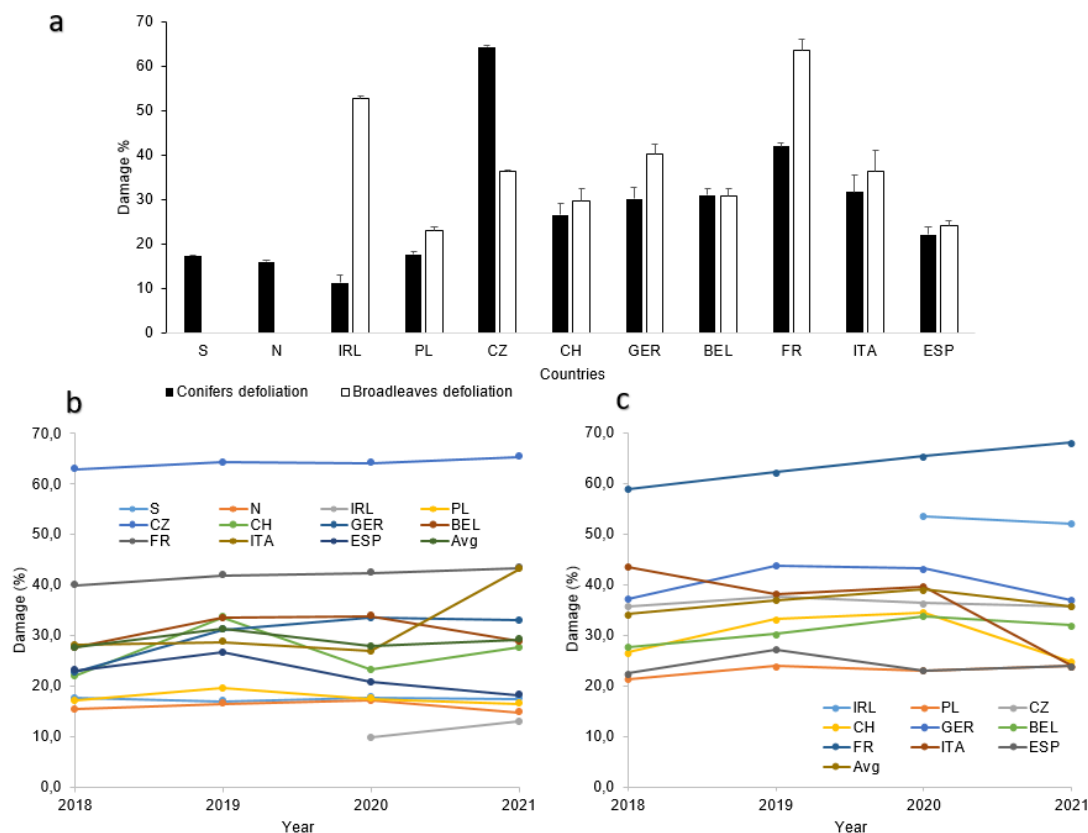 a
70
60
50
40
30
20
10
0
Damage %
S N IRL PL CZ CH GER BEL FR ITA ESP
Countries
Conifers defoliation Broadleaves defoliation
b
70,0
60,0
50,0
40,0
30,0
20,0
10,0
0,0
Damage (%)
S N IRL PL
CZ CH GER BEL
FR ITA ESP Avg
2018 2019 2020 2021
Year
c
70,0
60,0
50,0
40,0
30,0
20,0
10,0
0,0
Damage (%)
IRL PL CZ
CH GER BEL
FR ITA ESP
Avg
2018 2019 2020 2021
Year